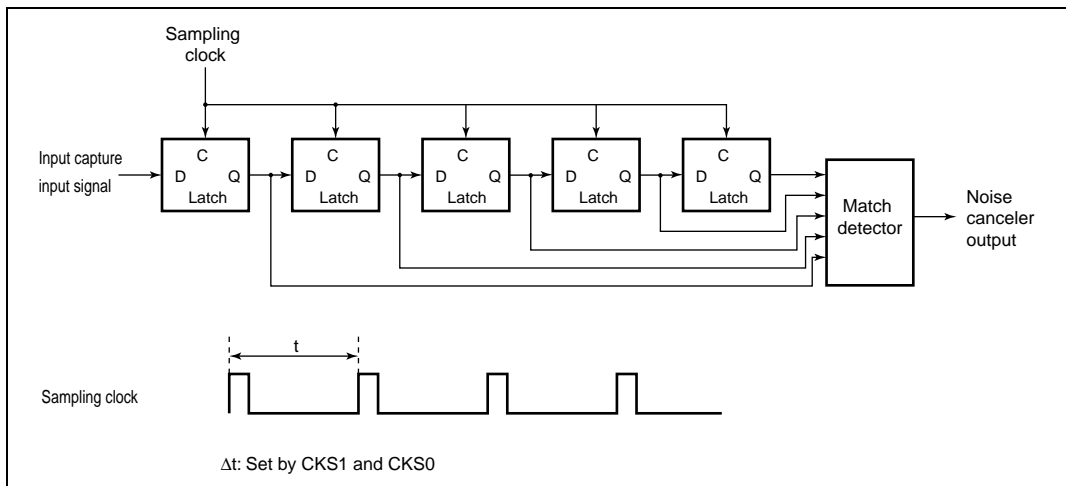 Sampling
clock
Input capture
input signal
C
D Q
Latch
C
D Q
Latch
C
D Q
Latch
C
D Q
Latch
C
D Q
Latch
Match
detector
Noise
canceler
output
t
Sampling clock
Δt: Set by CKS1 and CKS0